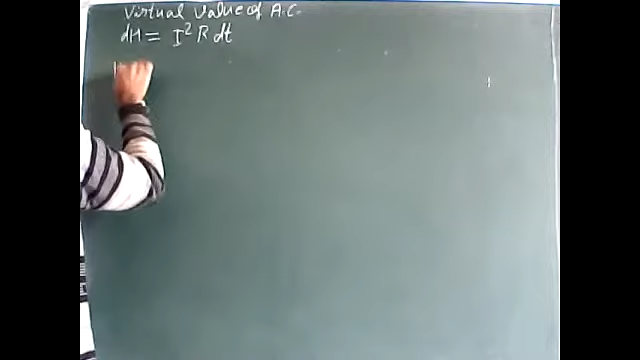 Virtual value of A.C.
dH = I² R dt